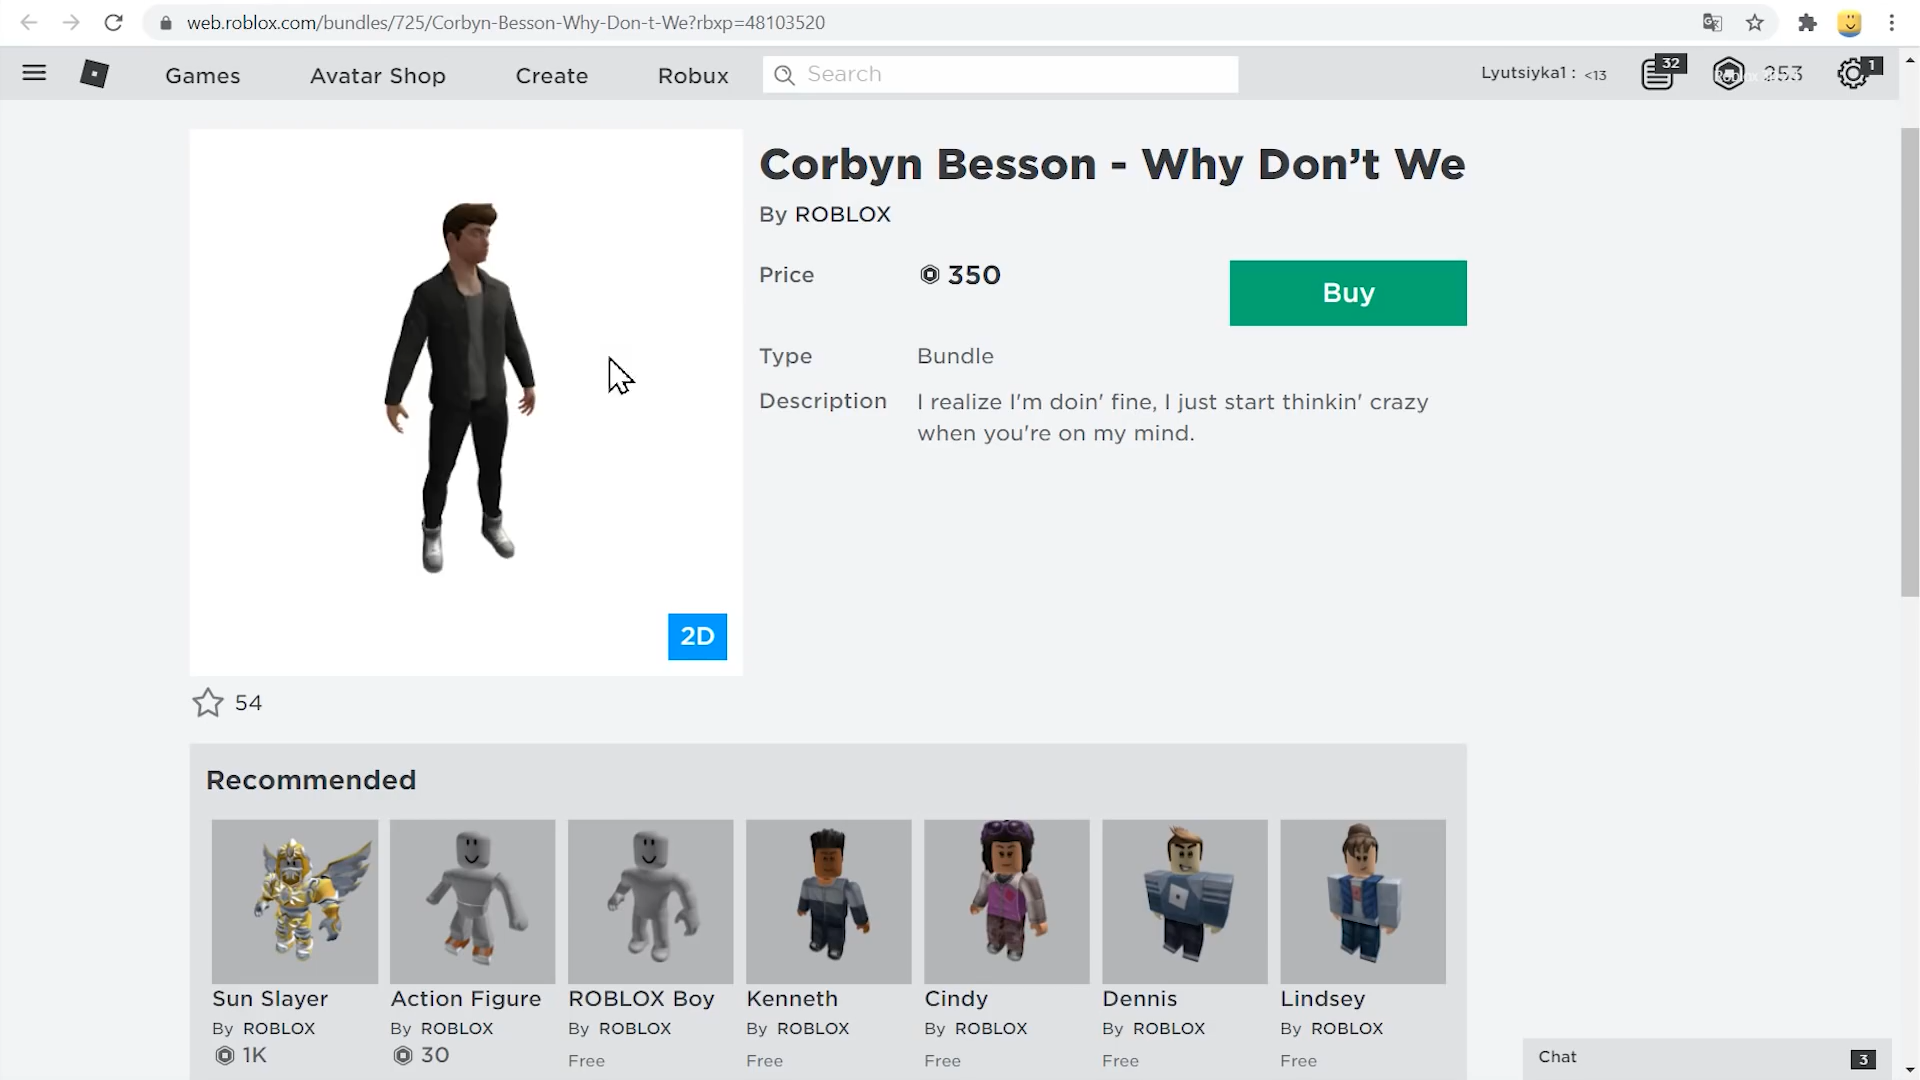 web.roblox.com/bundles/725/Corbyn-Besson-Why-Don-t-We?rbxp=48103520
Games
Avatar Shop
Create
Robux
Search
Lyutsiyka1 : <13
32
253
1
Corbyn Besson - Why Don’t We
By ROBLOX
Price
350
Buy
Type
Bundle
Description
I realize I'm doin' fine, I just start thinkin' crazy
when you're on my mind.
2D
54
Recommended
Sun Slayer
By ROBLOX
1K
Action Figure
By ROBLOX
30
ROBLOX Boy
By ROBLOX
Free
Kenneth
By ROBLOX
Free
Cindy
By ROBLOX
Free
Dennis
By ROBLOX
Free
Lindsey
By ROBLOX
Free
Chat
3